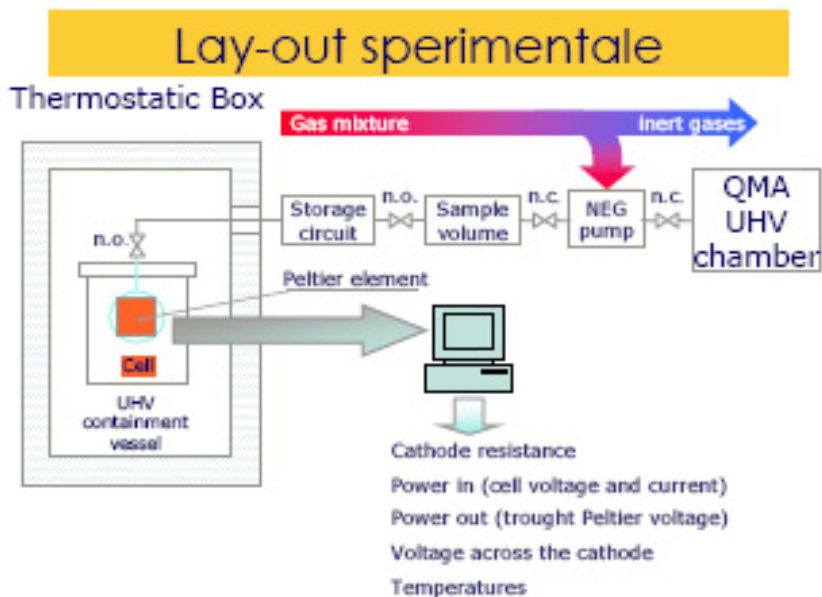 Lay-out sperimentale
Thermostatic Box
Gas mixture
inert gases
n.o.
Storage
circuit
n.o.
Sample
volume
n.c.
NEG
pump
n.c.
QMA
UHV
chamber
Peltier element
Cell
UHV
containment
vessel
Cathode resistance
Power in (cell voltage and current)
Power out (trought Peltier voltage)
Voltage across the cathode
Temperatures